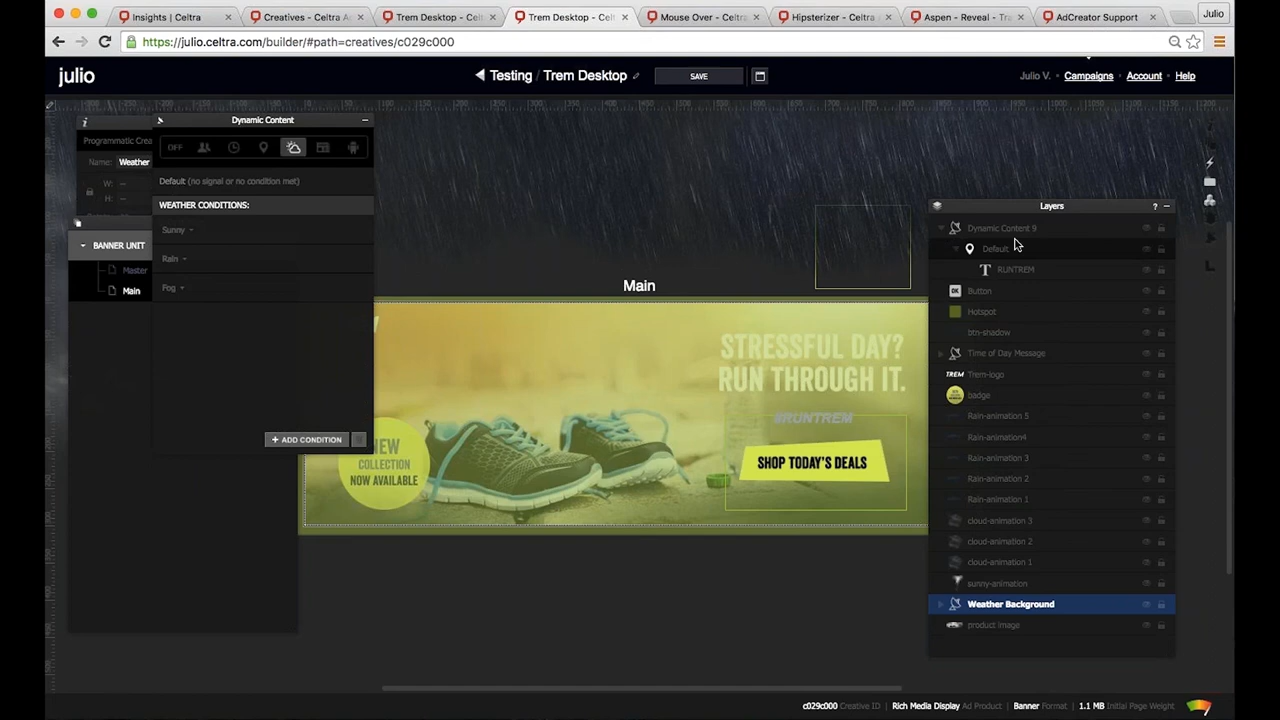 Insights | Celtra
Creatives - Celtra A
Trem Desktop - Celt
Trem Desktop - Celt
Mouse Over - Celtra
Hipsterizer - Celtra
Aspen - Reveal - Tra
AdCreator Support
Julio
https://julio.celtra.com/builder/#path=creatives/c029c000
julio
Testing / Trem Desktop
SAVE
Julio V.
Campaigns
Account
Help
Dynamic Content
Programmatic Crea
Name: Weather
OFF
W: --
H: --
Default (no signal or no condition met)
WEATHER CONDITIONS:
Sunny
Rain
Fog
+ ADD CONDITION
BANNER UNIT
Master
Main
Main
STRESSFUL DAY?
RUN THROUGH IT.
#RUNTREM
SHOP TODAY'S DEALS
NEW
COLLECTION
NOW AVAILABLE
Layers
? –
Dynamic Content 9
Default
T RUNTREM
OK Button
Hotspot
btn-shadow
Time of Day Message
TREM Trem-logo
badge
Rain-animation 5
Rain-animation4
Rain-animation 3
Rain-animation 2
Rain-animation 1
cloud-animation 3
cloud-animation 2
cloud-animation 1
sunny-animation
Weather Background
product image
c029c000 Creative ID
Rich Media Display Ad Product
Banner Format
1.1 MB Initial Page Weight